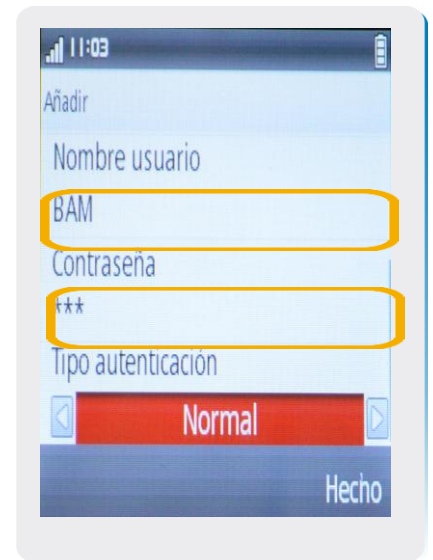 11:03
Añadir
Nombre usuario
BAM
Contraseña
***
Tipo autenticación
Normal
Hecho